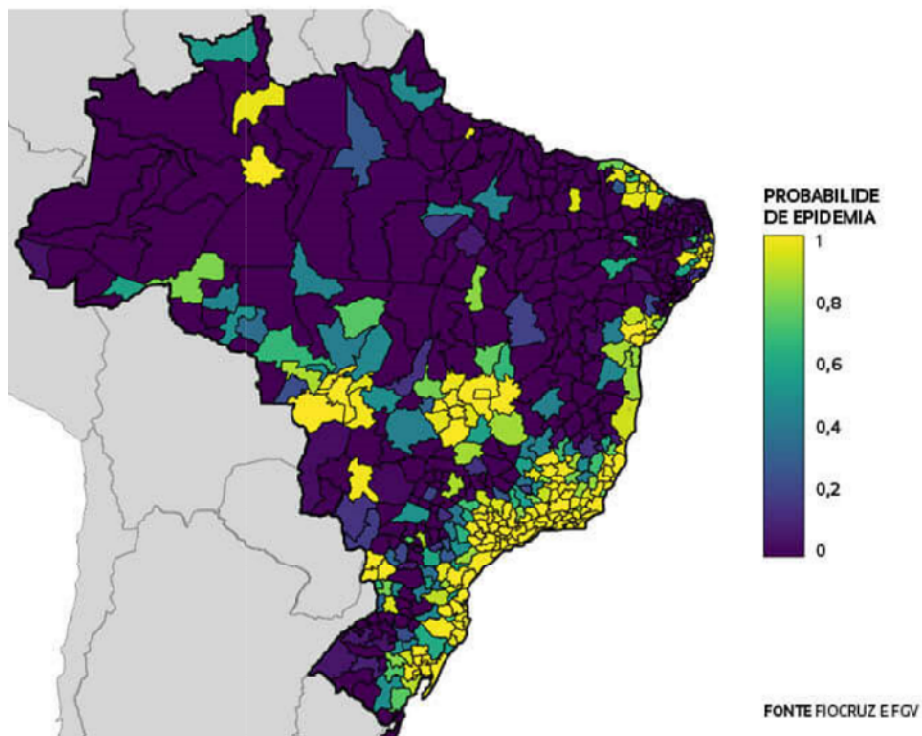 PROBABILIDE
DE EPIDEMIA
1
0,8
0,6
0,4
0,2
0
FONTE FIOCRUZ E FGV